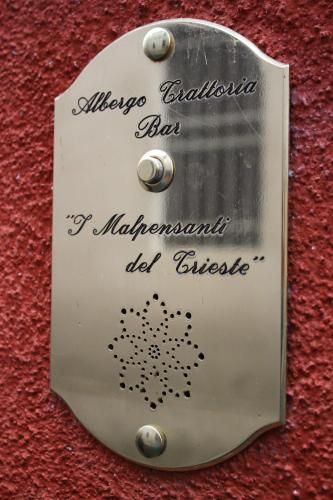 Albergo Trattoria
Bar
"I Malpensanti
del Trieste"